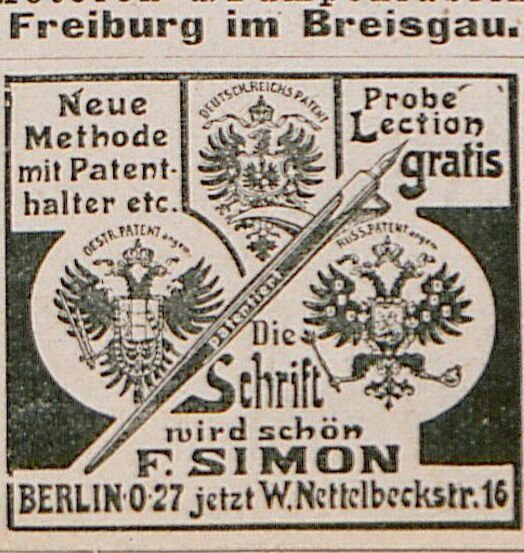 Freiburg im Breisgau.
Neue
Methode
mit Patent-
halter etc.
DEUTSCH.REICHS PATENT
Probe
Lection
gratis
OESTR. PATENT angem.
RUSS. PATENT angem.
Die
Schrift
wird schön
F. SIMON
BERLIN·O·27 jetzt W. Nettelbeckstr. 16